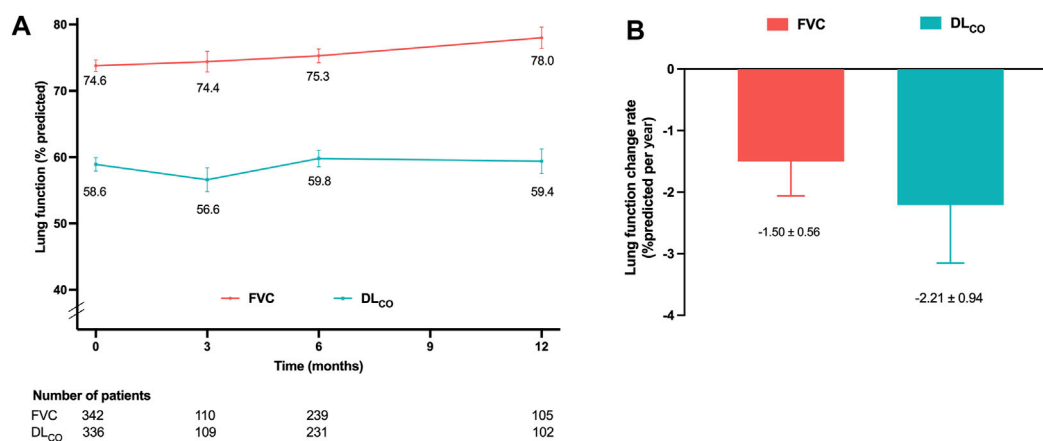 A
Lung function (% predicted)
80
70
60
50
40
74.6
74.4
75.3
78.0
58.6
56.6
59.8
59.4
FVC
DLCO
0 3 6 9 12
Time (months)
Number of patients
FVC 342 110 239 105
DLCO 336 109 231 102
B
FVC DLCO
Lung function change rate
(%predicted per year)
0
-1
-2
-3
-4
-1.50 ± 0.56
-2.21 ± 0.94